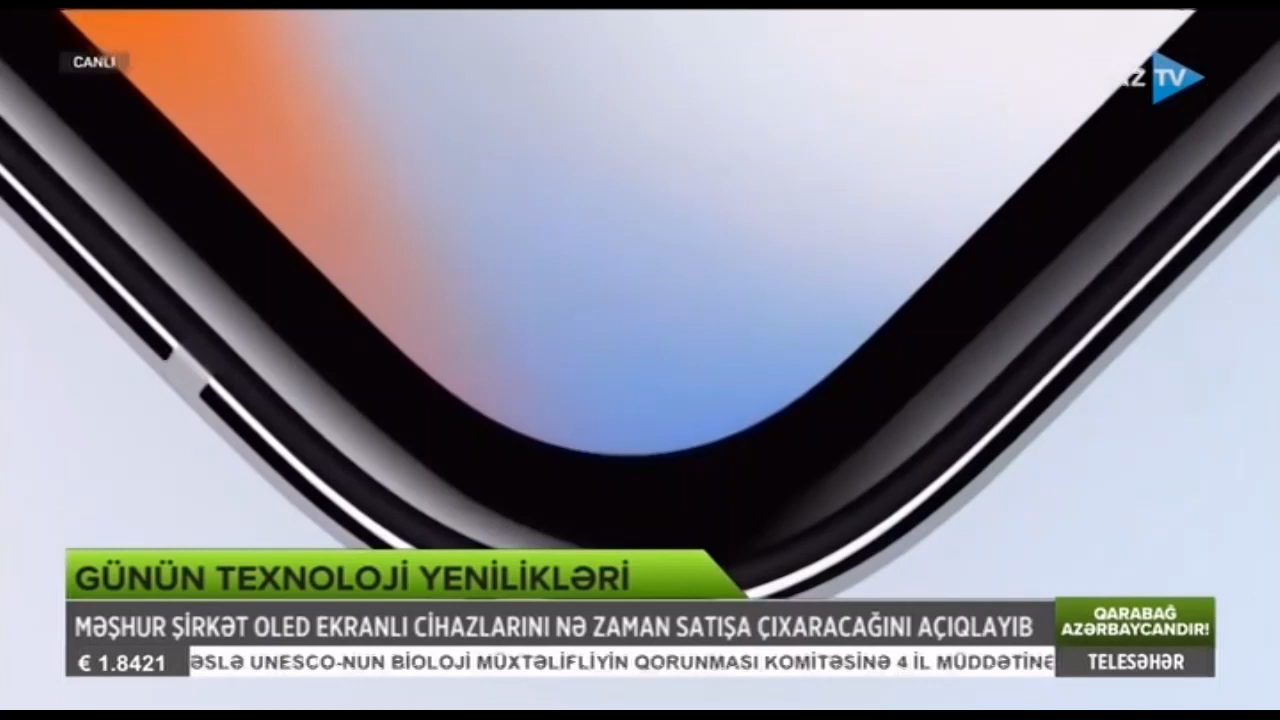 CANLI
AZ TV
GÜNÜN TEXNOLOJİ YENİLİKLƏRİ
MƏŞHUR ŞİRKƏT OLED EKRANLI CİHAZLARINI NƏ ZAMAN SATIŞA ÇIXARACAĞINI AÇIQLAYIB
QARABAĞ
AZƏRBAYCANDIR!
€ 1.8421
ƏSLƏ UNESCO-NUN BİOLOJİ MÜXTƏLİFLİYİN QORUNMASI KOMİTƏSİNƏ 4 İL MÜDDƏTİNƏ
TELESƏHƏR